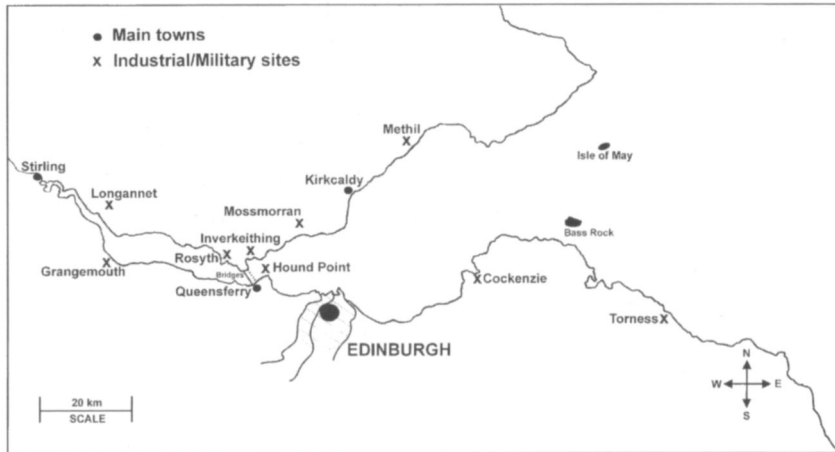 Main towns
x Industrial/Military sites
Methil
x
Isle of May
Stirling
Kirkcaldy
Longannet
x
Mossmorran
x
Bass Rock
Inverkeithing
Rosyth x x
x Hound Point
Grangemouth x
Bridges
Queensferry
x Cockenzie
Torness x
EDINBURGH
N
W E
S
20 km
SCALE